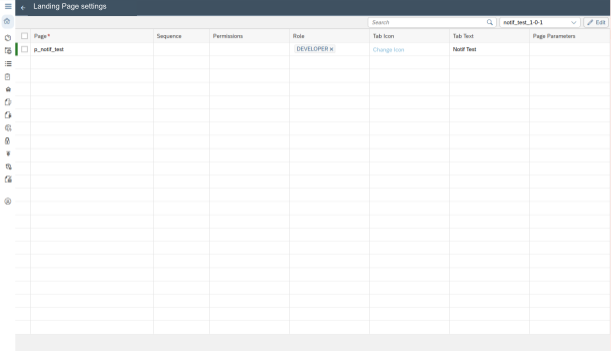 Landing Page settings
Search
notif_test_1-0-1
Edit
Page* Sequence Permissions Role Tab Icon Tab Text Page Parameters
p_notif_test DEVELOPER × Change Icon Notif Test